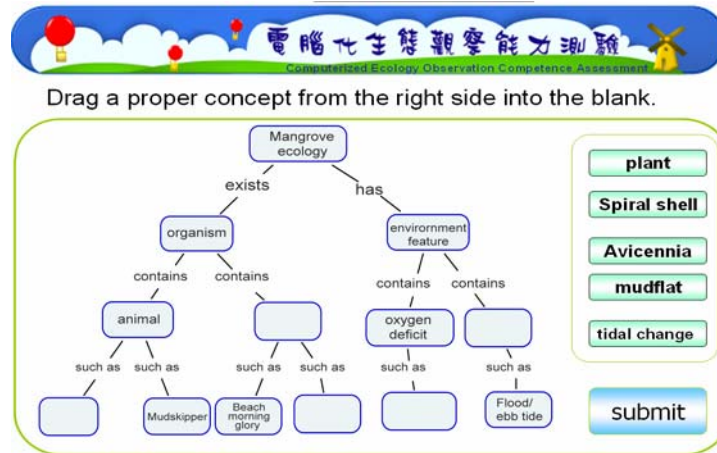 電腦化生態觀察能力測驗
Computerized Ecology Observation Competence Assessment
Drag a proper concept from the right side into the blank.
Mangrove
ecology
exists
has
organism
envirornment
feature
contains
contains
contains
contains
animal
oxygen
deficit
such as
such as
such as
such as
such as
such as
Mudskipper
Beach
morning
glory
Flood/
ebb tide
plant
Spiral shell
Avicennia
mudflat
tidal change
submit